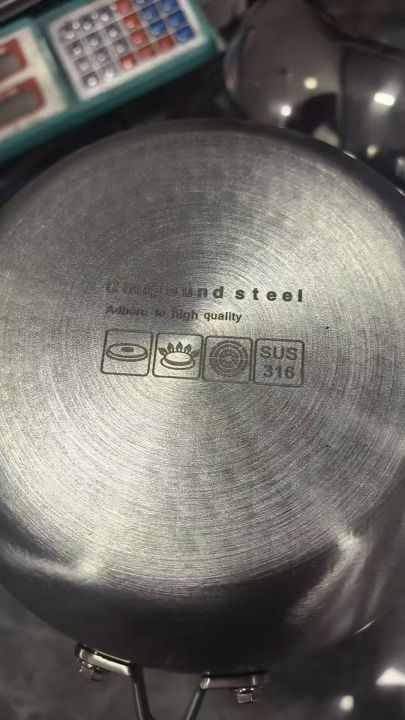 Compound steel
Adhere to high quality
SUS
316